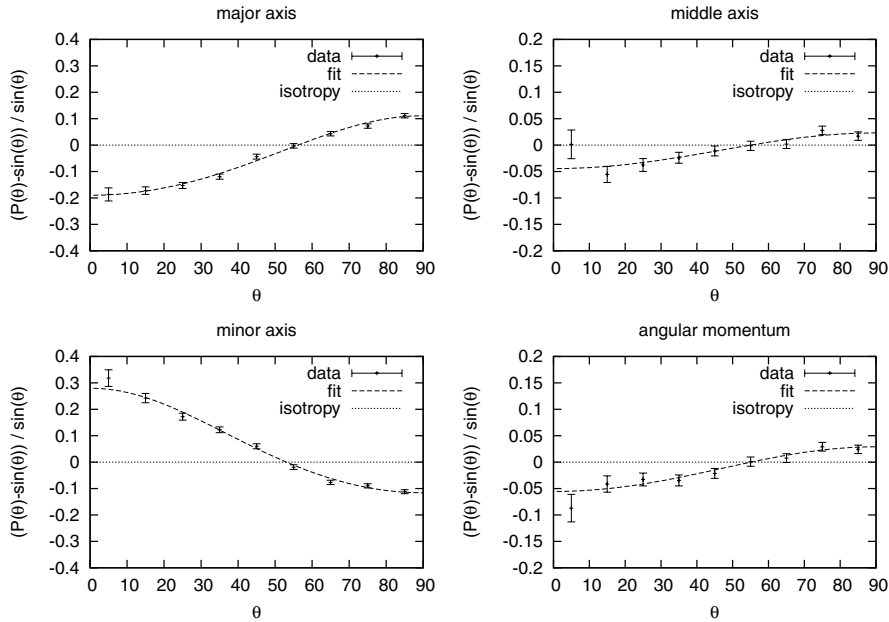 major axis
(P(θ)-sin(θ)) / sin(θ)
0.4
0.3
0.2
0.1
0
-0.1
-0.2
-0.3
-0.4
data
fit
isotropy
0 10 20 30 40 50 60 70 80 90
θ
middle axis
(P(θ)-sin(θ)) / sin(θ)
0.2
0.15
0.1
0.05
0
-0.05
-0.1
-0.15
-0.2
data
fit
isotropy
0 10 20 30 40 50 60 70 80 90
θ
minor axis
(P(θ)-sin(θ)) / sin(θ)
0.4
0.3
0.2
0.1
0
-0.1
-0.2
-0.3
-0.4
data
fit
isotropy
0 10 20 30 40 50 60 70 80 90
θ
angular momentum
(P(θ)-sin(θ)) / sin(θ)
0.2
0.15
0.1
0.05
0
-0.05
-0.1
-0.15
-0.2
data
fit
isotropy
0 10 20 30 40 50 60 70 80 90
θ